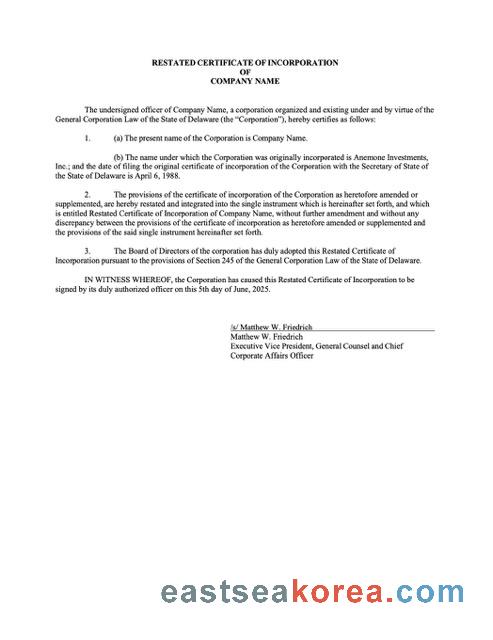 RESTATED CERTIFICATE OF INCORPORATION
OF
COMPANY NAME
The undersigned officer of Company Name, a corporation organized and existing under and by virtue of the
General Corporation Law of the State of Delaware (the “Corporation”), hereby certifies as follows:
1. (a) The present name of the Corporation is Company Name.
(b) The name under which the Corporation was originally incorporated is Anemone Investments,
Inc.; and the date of filing the original certificate of incorporation of the Corporation with the Secretary of State of
the State of Delaware is April 6, 1988.
2. The provisions of the certificate of incorporation of the Corporation as heretofore amended or
supplemented, are hereby restated and integrated into the single instrument which is hereinafter set forth, and which
is entitled Restated Certificate of Incorporation of Company Name, without further amendment and without any
discrepancy between the provisions of the certificate of incorporation as heretofore amended or supplemented and
the provisions of the said single instrument hereinafter set forth.
3. The Board of Directors of the corporation has duly adopted this Restated Certificate of
Incorporation pursuant to the provisions of Section 245 of the General Corporation Law of the State of Delaware.
IN WITNESS WHEREOF, the Corporation has caused this Restated Certificate of Incorporation to be
signed by its duly authorized officer on this 5th day of June, 2025.
/s/ Matthew W. Friedrich
Matthew W. Friedrich
Executive Vice President, General Counsel and Chief
Corporate Affairs Officer
eastseakorea.com